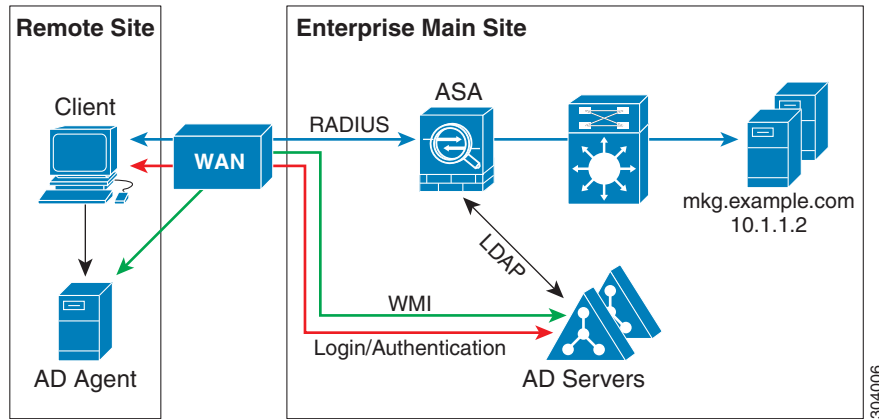 Remote Site
Enterprise Main Site
Client
ASA
RADIUS
WAN
mkg.example.com
10.1.1.2
LDAP
WMI
Login/Authentication
AD Agent
AD Servers
304006